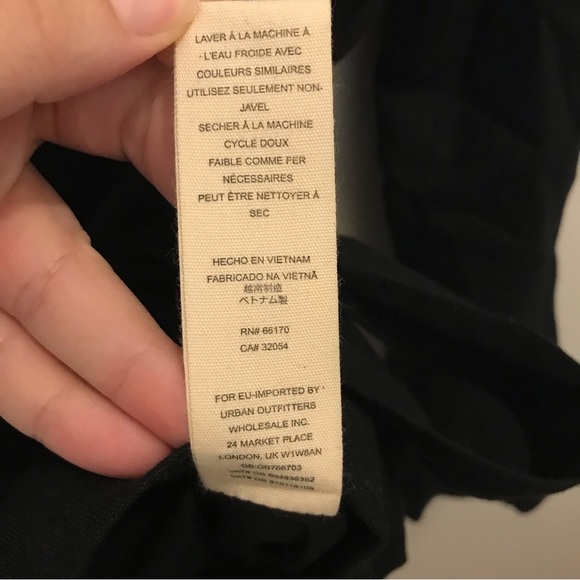 LAVER À LA MACHINE À
L'EAU FROIDE AVEC
COULEURS SIMILAIRES
UTILISEZ SEULEMENT NON-
JAVEL
SECHER À LA MACHINE
CYCLE DOUX
FAIBLE COMME FER
NÉCESSAIRES
PEUT ÊTRE NETTOYER À
SEC
HECHO EN VIETNAM
FABRICADO NA VIETNÃ
越南制造
ベトナム製
RN# 66170
CA# 32054
FOR EU-IMPORTED BY
URBAN OUTFITTERS
WHOLESALE INC.
24 MARKET PLACE
LONDON, UK W1W8AN